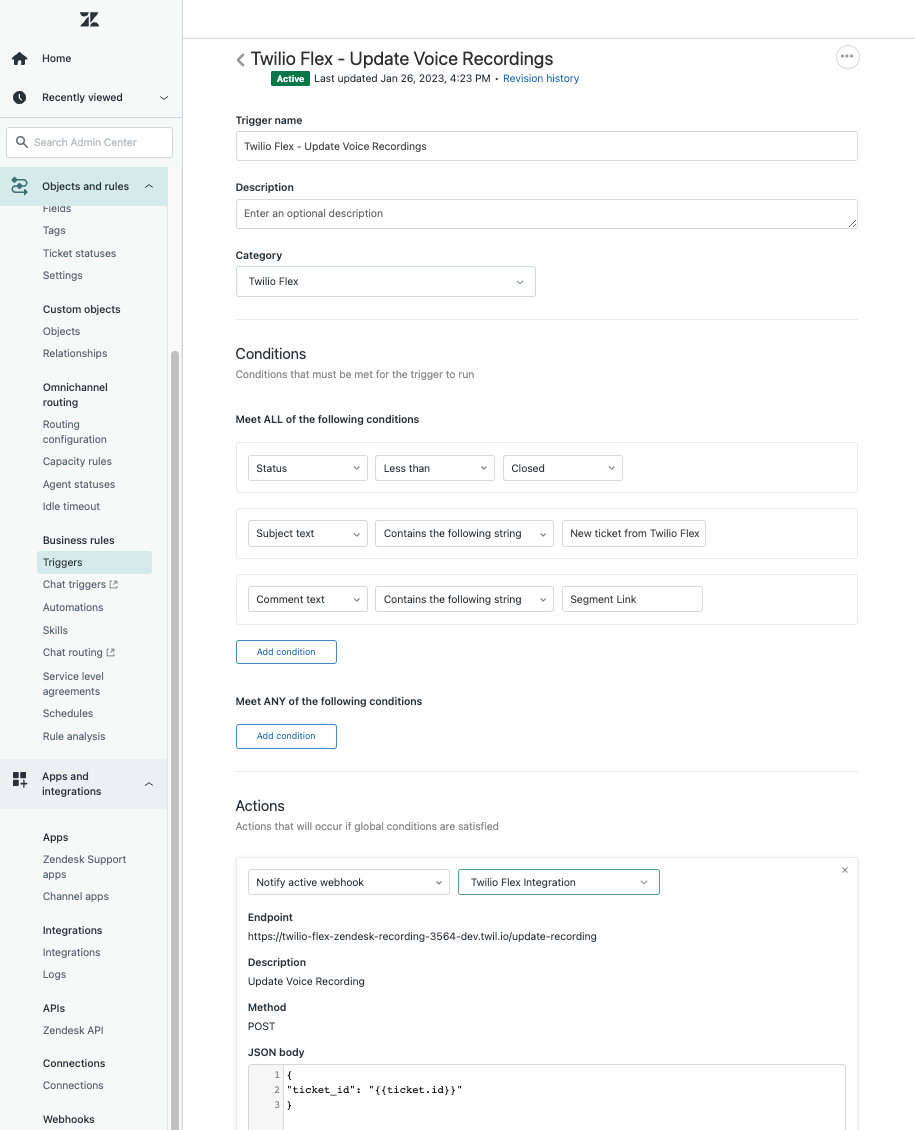 Home
Recently viewed
Search Admin Center
Objects and rules
Fields
Tags
Ticket statuses
Settings
Custom objects
Objects
Relationships
Omnichannel
routing
Routing
configuration
Capacity rules
Agent statuses
Idle timeout
Business rules
Triggers
Chat triggers
Automations
Skills
Chat routing
Service level
agreements
Schedules
Rule analysis
Apps and
integrations
Apps
Zendesk Support
apps
Channel apps
Integrations
Integrations
Logs
APIs
Zendesk API
Connections
Connections
Webhooks
Twilio Flex - Update Voice Recordings
Active Last updated Jan 26, 2023, 4:23 PM • Revision history
Trigger name
Twilio Flex - Update Voice Recordings
Description
Enter an optional description
Category
Twilio Flex
Conditions
Conditions that must be met for the trigger to run
Meet ALL of the following conditions
Status Less than Closed
Subject text Contains the following string New ticket from Twilio Flex
Comment text Contains the following string Segment Link
Add condition
Meet ANY of the following conditions
Add condition
Actions
Actions that will occur if global conditions are satisfied
Notify active webhook Twilio Flex Integration
Endpoint
https://twilio-flex-zendesk-recording-3564-dev.twil.io/update-recording
Description
Update Voice Recording
Method
POST
JSON body
1 {
2 "ticket_id": "{{ticket.id}}"
3 }